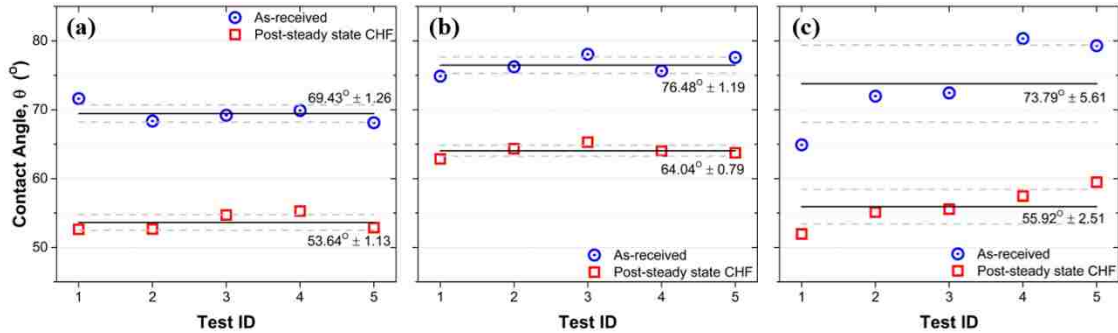 (a)
As-received
Post-steady state CHF
69.43° ± 1.26
53.64° ± 1.13
80
70
60
50
Contact Angle, θ (°)
1 2 3 4 5
Test ID
(b)
76.48° ± 1.19
64.04° ± 0.79
As-received
Post-steady state CHF
1 2 3 4 5
Test ID
(c)
73.79° ± 5.61
55.92° ± 2.51
As-received
Post-steady state CHF
1 2 3 4 5
Test ID